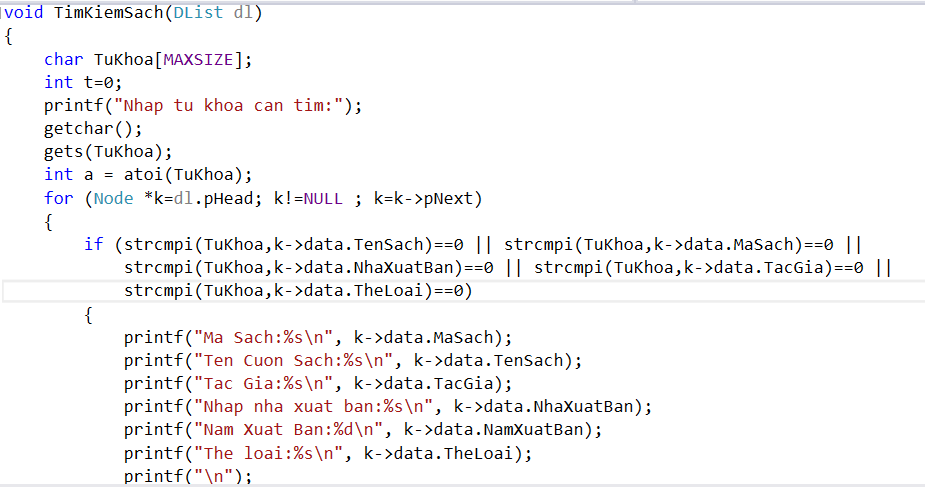 void TimKiemSach(DList dl)
{
    char TuKhoa[MAXSIZE];
    int t=0;
    printf("Nhap tu khoa can tim:");
    getchar();
    gets(TuKhoa);
    int a = atoi(TuKhoa);
    for (Node *k=dl.pHead; k!=NULL ; k=k->pNext)
    {
        if (strcmpi(TuKhoa,k->data.TenSach)==0 || strcmpi(TuKhoa,k->data.MaSach)==0 ||
            strcmpi(TuKhoa,k->data.NhaXuatBan)==0 || strcmpi(TuKhoa,k->data.TacGia)==0 ||
            strcmpi(TuKhoa,k->data.TheLoai)==0)
        {
            printf("Ma Sach:%s\n", k->data.MaSach);
            printf("Ten Cuon Sach:%s\n", k->data.TenSach);
            printf("Tac Gia:%s\n", k->data.TacGia);
            printf("Nhap nha xuat ban:%s\n", k->data.NhaXuatBan);
            printf("Nam Xuat Ban:%d\n", k->data.NamXuatBan);
            printf("The loai:%s\n", k->data.TheLoai);
            printf("\n");